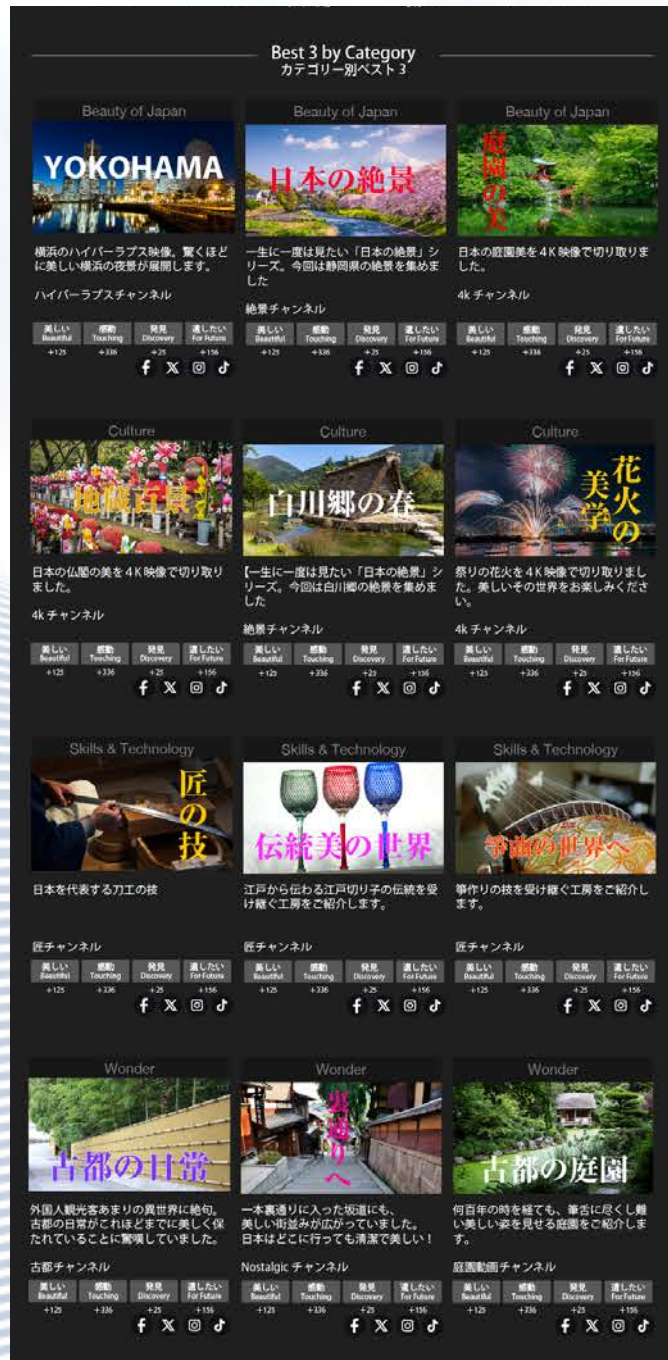 Best 3 by Category
カテゴリー別ベスト3
Beauty of Japan
YOKOHAMA
横浜のハイパーラプス映像。驚くほど
に美しい横浜の夜景が展開します。
ハイパーラプスチャンネル
美しい 感動 発見 遺したい
Beautiful Touching Discovery For Future
+125 +336 +25 +156
Beauty of Japan
日本の絶景
一生に一度は見たい「日本の絶景」シ
リーズ。今回は静岡県の絶景を集めま
した
絶景チャンネル
美しい 感動 発見 遺したい
Beautiful Touching Discovery For Future
+125 +336 +25 +156
Beauty of Japan
庭園の美
日本の庭園美を4K映像で切り取りま
した。
4k チャンネル
美しい 感動 発見 遺したい
Beautiful Touching Discovery For Future
+125 +336 +25 +156
Culture
地蔵百景
日本の仏閣の美を4K映像で切り取り
ました。
4k チャンネル
美しい 感動 発見 遺したい
Beautiful Touching Discovery For Future
+125 +336 +25 +156
Culture
白川郷の春
【一生に一度は見たい「日本の絶景」シ
リーズ。今回は白川郷の絶景を集めま
した
絶景チャンネル
美しい 感動 発見 遺したい
Beautiful Touching Discovery For Future
+125 +336 +25 +156
Culture
花火の
美学
祭りの花火を4K映像で切り取りまし
た。美しいその世界をお楽しみくださ
い。
4k チャンネル
美しい 感動 発見 遺したい
Beautiful Touching Discovery For Future
+125 +336 +25 +156
Skills & Technology
匠の技
日本を代表する刀工の技
匠チャンネル
美しい 感動 発見 遺したい
Beautiful Touching Discovery For Future
+125 +336 +25 +156
Skills & Technology
伝統美の世界
江戸から伝わる江戸切り子の伝統を受
け継ぐ工房をご紹介します。
匠チャンネル
美しい 感動 発見 遺したい
Beautiful Touching Discovery For Future
+125 +336 +25 +156
Skills & Technology
箏曲の世界へ
箏作りの技を受け継ぐ工房をご紹介し
ます。
匠チャンネル
美しい 感動 発見 遺したい
Beautiful Touching Discovery For Future
+125 +336 +25 +156
Wonder
古都の日常
外国人観光客あまりの異世界に絶句。
古都の日常がこれほどまでに美しく保
たれていることに驚嘆していました。
古都チャンネル
美しい 感動 発見 遺したい
Beautiful Touching Discovery For Future
+125 +336 +25 +156
Wonder
裏通りへ
一本裏通りに入った坂道にも、
美しい街並みが広がっていました。
日本はどこに行っても清潔で美しい！
Nostalgic チャンネル
美しい 感動 発見 遺したい
Beautiful Touching Discovery For Future
+125 +336 +25 +156
Wonder
古都の庭園
何百年の時を経ても、筆舌に尽くし難
い美しい姿を見せる庭園をご紹介しま
す。
庭園動画チャンネル
美しい 感動 発見 遺したい
Beautiful Touching Discovery For Future
+125 +336 +25 +156